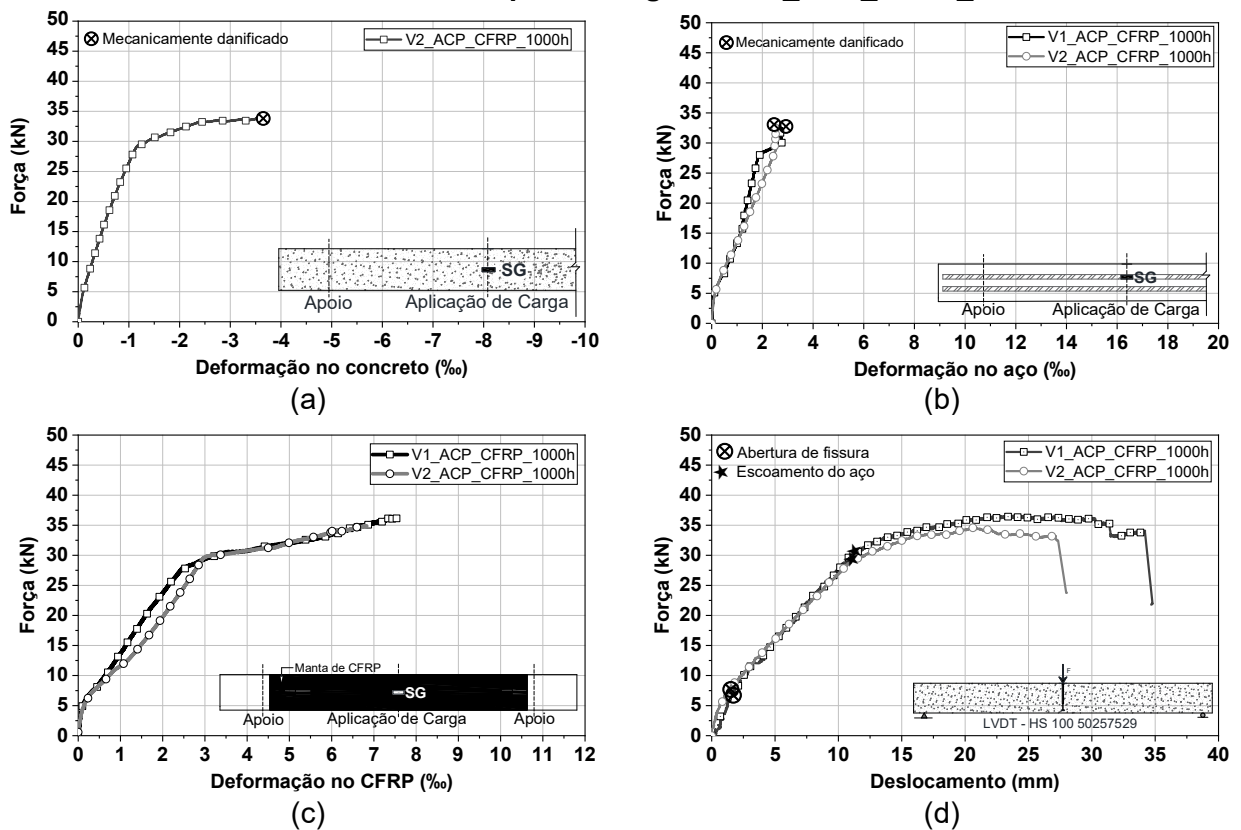 50
45
40
35
30
25
20
15
10
5
0
Força (kN)
Mecanicamente danificado
V2_ACP_CFRP_1000h
SG
Apoio
Aplicação de Carga
0 -1 -2 -3 -4 -5 -6 -7 -8 -9 -10
Deformação no concreto (‰)
(a)
50
45
40
35
30
25
20
15
10
5
0
Força (kN)
Mecanicamente danificado
V1_ACP_CFRP_1000h
V2_ACP_CFRP_1000h
SG
Apoio
Aplicação de Carga
0 2 4 6 8 10 12 14 16 18 20
Deformação no aço (‰)
(b)
50
45
40
35
30
25
20
15
10
5
0
Força (kN)
V1_ACP_CFRP_1000h
V2_ACP_CFRP_1000h
Manta de CFRP
SG
Apoio
Aplicação de Carga
Apoio
0 1 2 3 4 5 6 7 8 9 10 11 12
Deformação no CFRP (‰)
(c)
50
45
40
35
30
25
20
15
10
5
0
Força (kN)
Abertura de fissura
Escoamento do aço
V1_ACP_CFRP_1000h
V2_ACP_CFRP_1000h
F
LVDT - HS 100 50257529
0 5 10 15 20 25 30 35 40
Deslocamento (mm)
(d)